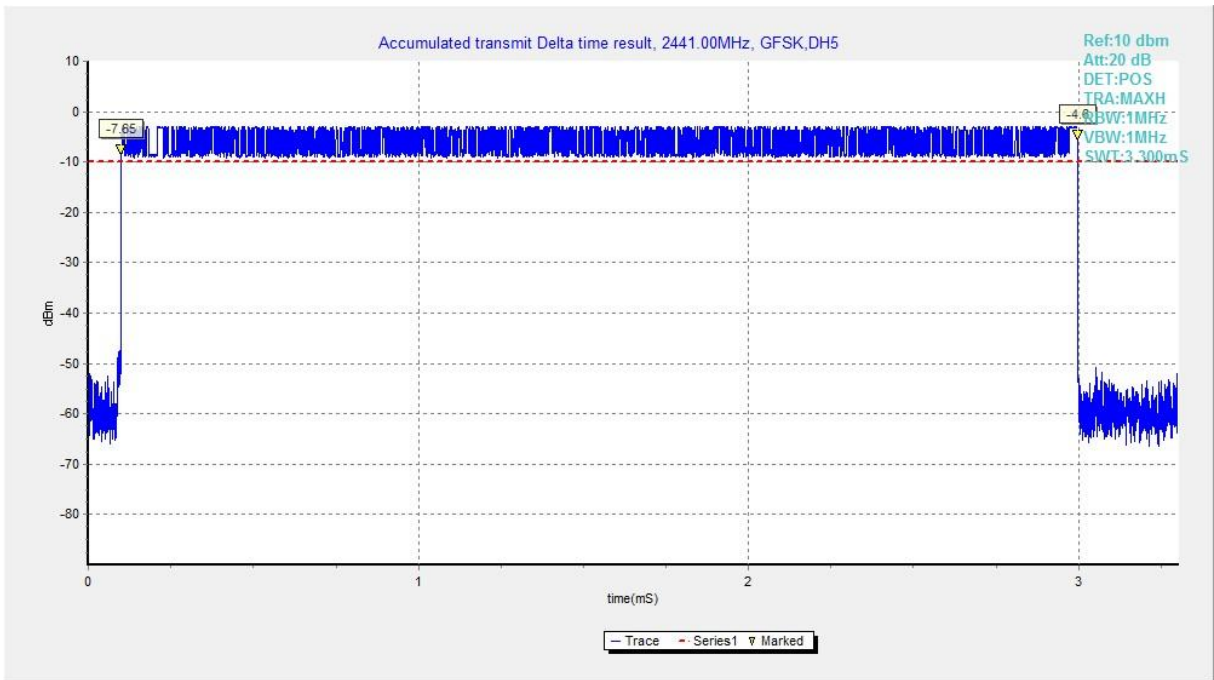 Accumulated transmit Delta time result, 2441.00MHz, GFSK,DH5
Ref:10 dbm
Att:20 dB
DET:POS
TRA:MAXH
RBW:1MHz
VBW:1MHz
SWT:3.300mS
10
0
-10
-20
-30
-40
-50
-60
-70
-80
dBm
-7.65
-4.6
0
1
2
3
time(mS)
Trace
Series1
Marked